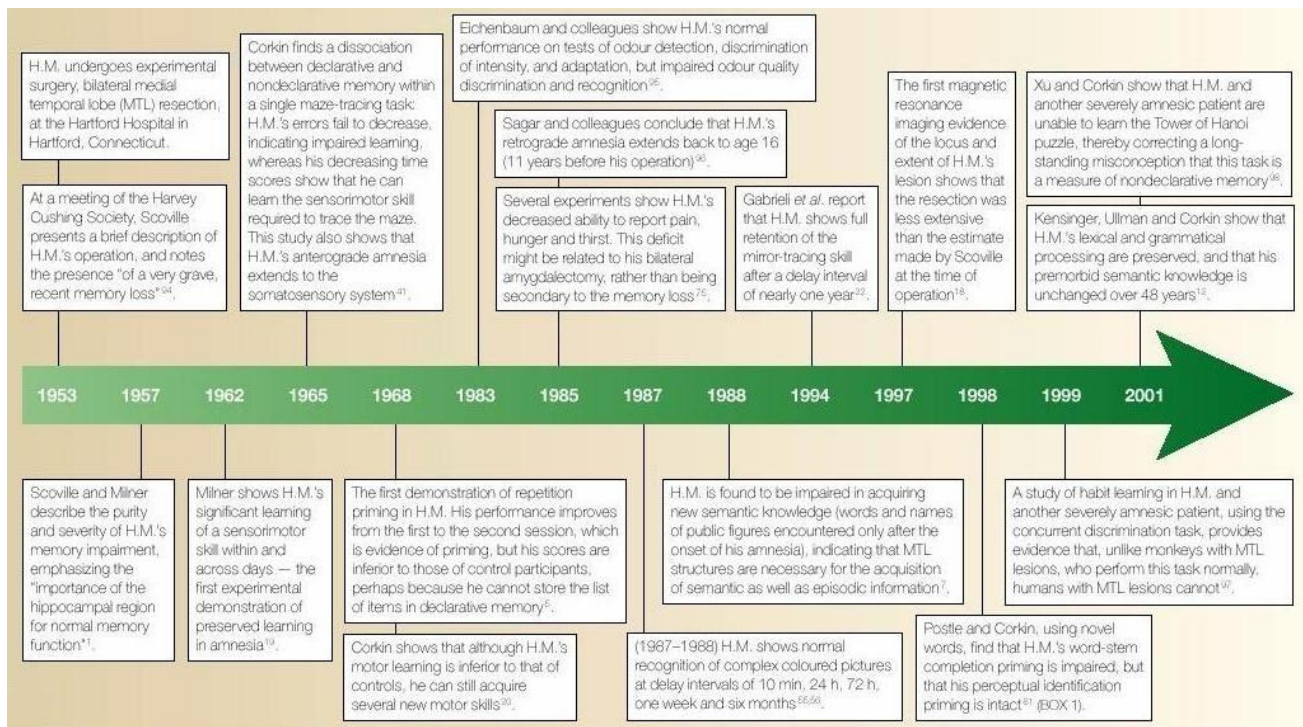 H.M. undergoes experimental
surgery, bilateral medial
temporal lobe (MTL) resection,
at the Hartford Hospital in
Hartford, Connecticut.
At a meeting of the Harvey
Cushing Society, Scoville
presents a brief description of
H.M.'s operation, and notes
the presence "of a very grave,
recent memory loss"94.
Corkin finds a dissociation
between declarative and
nondeclarative memory within
a single maze-tracing task:
H.M.'s errors fail to decrease,
indicating impaired learning,
whereas his decreasing time
scores show that he can
learn the sensorimotor skill
required to trace the maze.
This study also shows that
H.M.'s anterograde amnesia
extends to the
somatosensory system41.
Eichenbaum and colleagues show H.M.'s normal
performance on tests of odour detection, discrimination
of intensity, and adaptation, but impaired odour quality
discrimination and recognition95.
Sagar and colleagues conclude that H.M.'s
retrograde amnesia extends back to age 16
(11 years before his operation)96.
Several experiments show H.M.'s
decreased ability to report pain,
hunger and thirst. This deficit
might be related to his bilateral
amygdalectomy, rather than being
secondary to the memory loss75.
Gabrieli et al. report
that H.M. shows full
retention of the
mirror-tracing skill
after a delay interval
of nearly one year22.
The first magnetic
resonance
imaging evidence
of the locus and
extent of H.M.'s
lesion shows that
the resection was
less extensive
than the estimate
made by Scoville
at the time of
operation18.
Xu and Corkin show that H.M. and
another severely amnesic patient are
unable to learn the Tower of Hanoi
puzzle, thereby correcting a long-
standing misconception that this task is
a measure of nondeclarative memory98.
Kensinger, Ullman and Corkin show that
H.M.'s lexical and grammatical
processing are preserved, and that his
premorbid semantic knowledge is
unchanged over 48 years12.
1953 1957 1962 1965 1968 1983 1985 1987 1988 1994 1997 1998 1999 2001
Scoville and Milner
describe the purity
and severity of H.M.'s
memory impairment,
emphasizing the
"importance of the
hippocampal region
for normal memory
function"1.
Milner shows H.M.'s
significant learning
of a sensorimotor
skill within and
across days — the
first experimental
demonstration of
preserved learning
in amnesia19.
The first demonstration of repetition
priming in H.M. His performance improves
from the first to the second session, which
is evidence of priming, but his scores are
inferior to those of control participants,
perhaps because he cannot store the list
of items in declarative memory5.
Corkin shows that although H.M.'s
motor learning is inferior to that of
controls, he can still acquire
several new motor skills20.
(1987–1988) H.M. shows normal
recognition of complex coloured pictures
at delay intervals of 10 min, 24 h, 72 h,
one week and six months55,56.
H.M. is found to be impaired in acquiring
new semantic knowledge (words and names
of public figures encountered only after the
onset of his amnesia), indicating that MTL
structures are necessary for the acquisition
of semantic as well as episodic information7.
Postle and Corkin, using novel
words, find that H.M.'s word-stem
completion priming is impaired, but
that his perceptual identification
priming is intact61 (BOX 1).
A study of habit learning in H.M. and
another severely amnesic patient, using the
concurrent discrimination task, provides
evidence that, unlike monkeys with MTL
lesions, who perform this task normally,
humans with MTL lesions cannot97.